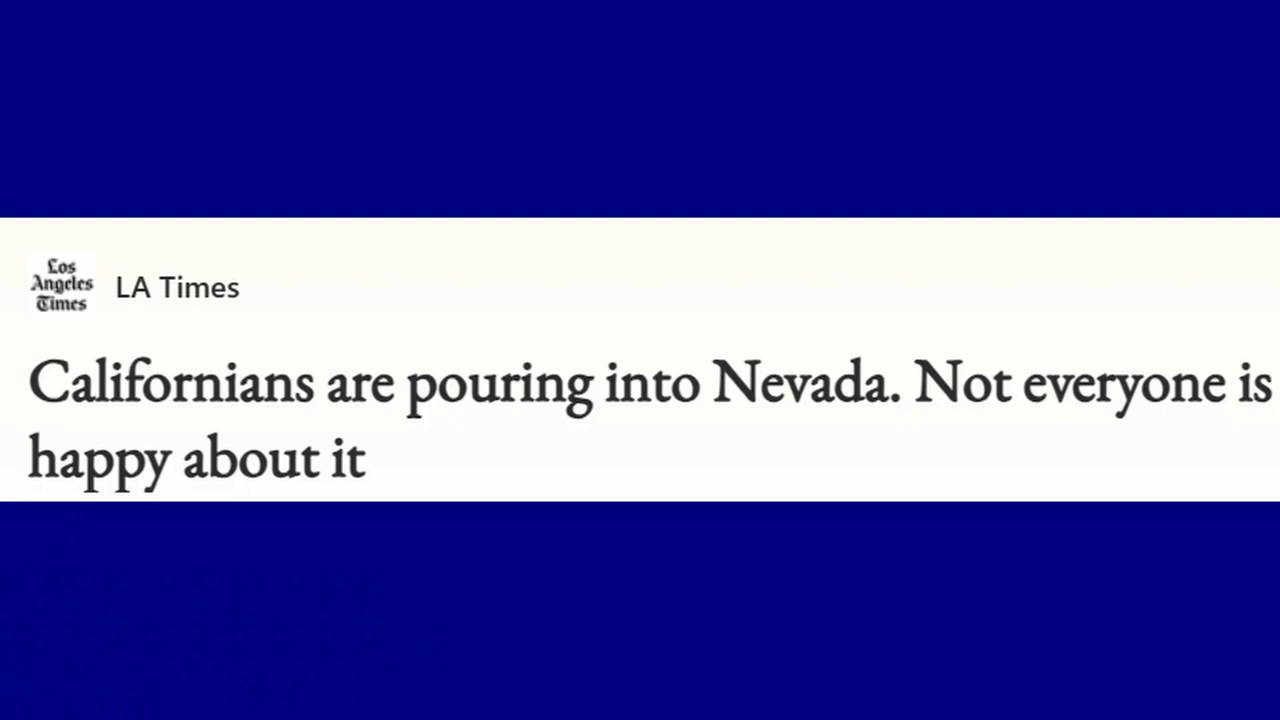 Los
Angeles
Times
LA Times
Californians are pouring into Nevada. Not everyone is
happy about it